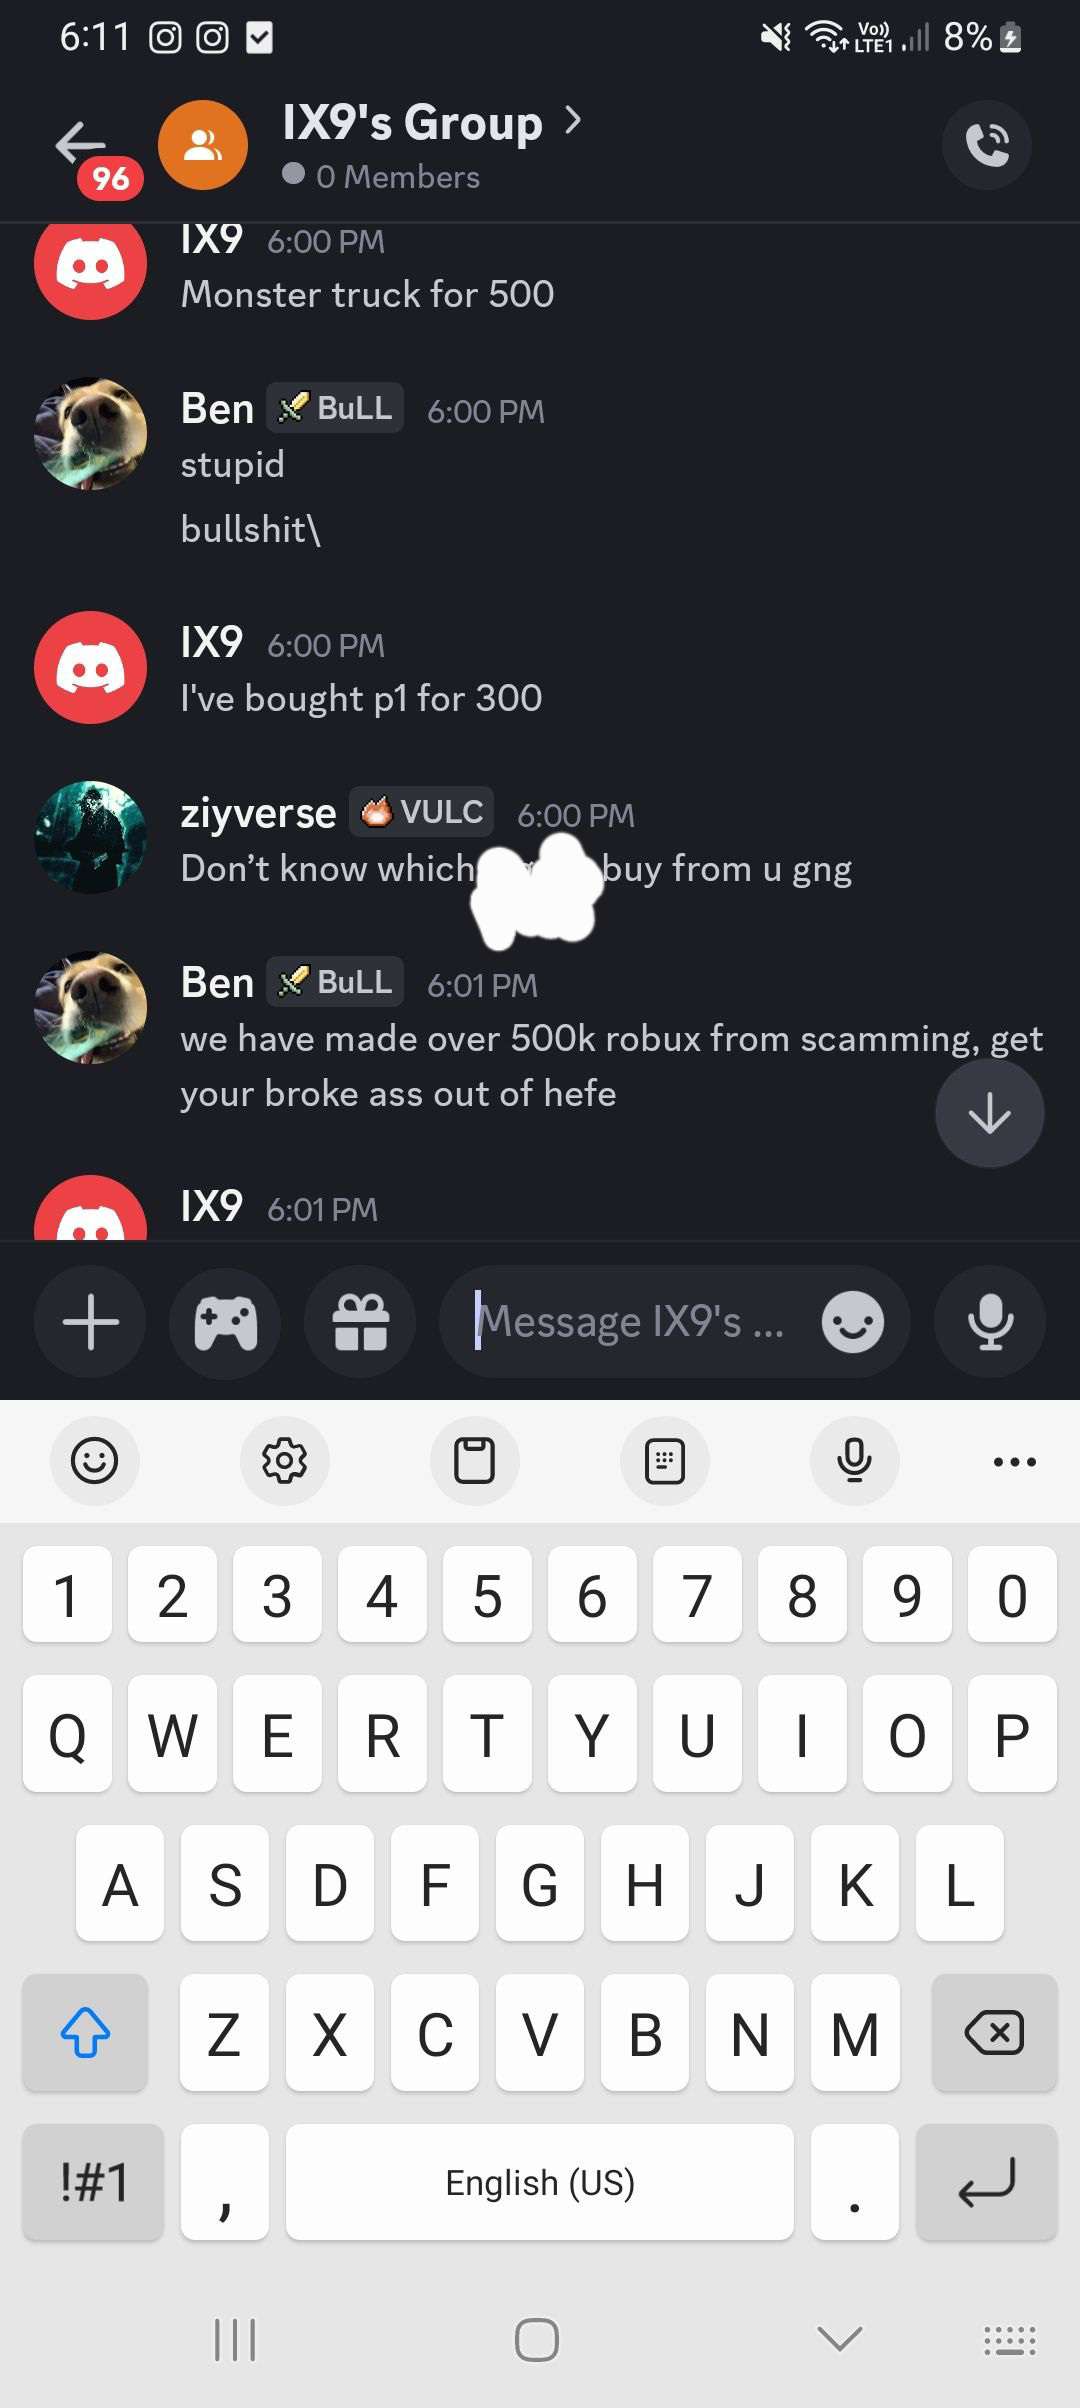 6:11
Vo)) LTE1 8%
IX9's Group
0 Members
96
IX9 6:00 PM
Monster truck for 500
Ben BuLL 6:00 PM
stupid
bullshit\
IX9 6:00 PM
I've bought p1 for 300
ziyverse VULC 6:00 PM
Don’t know which buy from u gng
Ben BuLL 6:01 PM
we have made over 500k robux from scamming, get
your broke ass out of hefe
IX9 6:01 PM
Message IX9's ...
1 2 3 4 5 6 7 8 9 0
Q W E R T Y U I O P
A S D F G H J K L
Z X C V B N M
!#1 , English (US) .